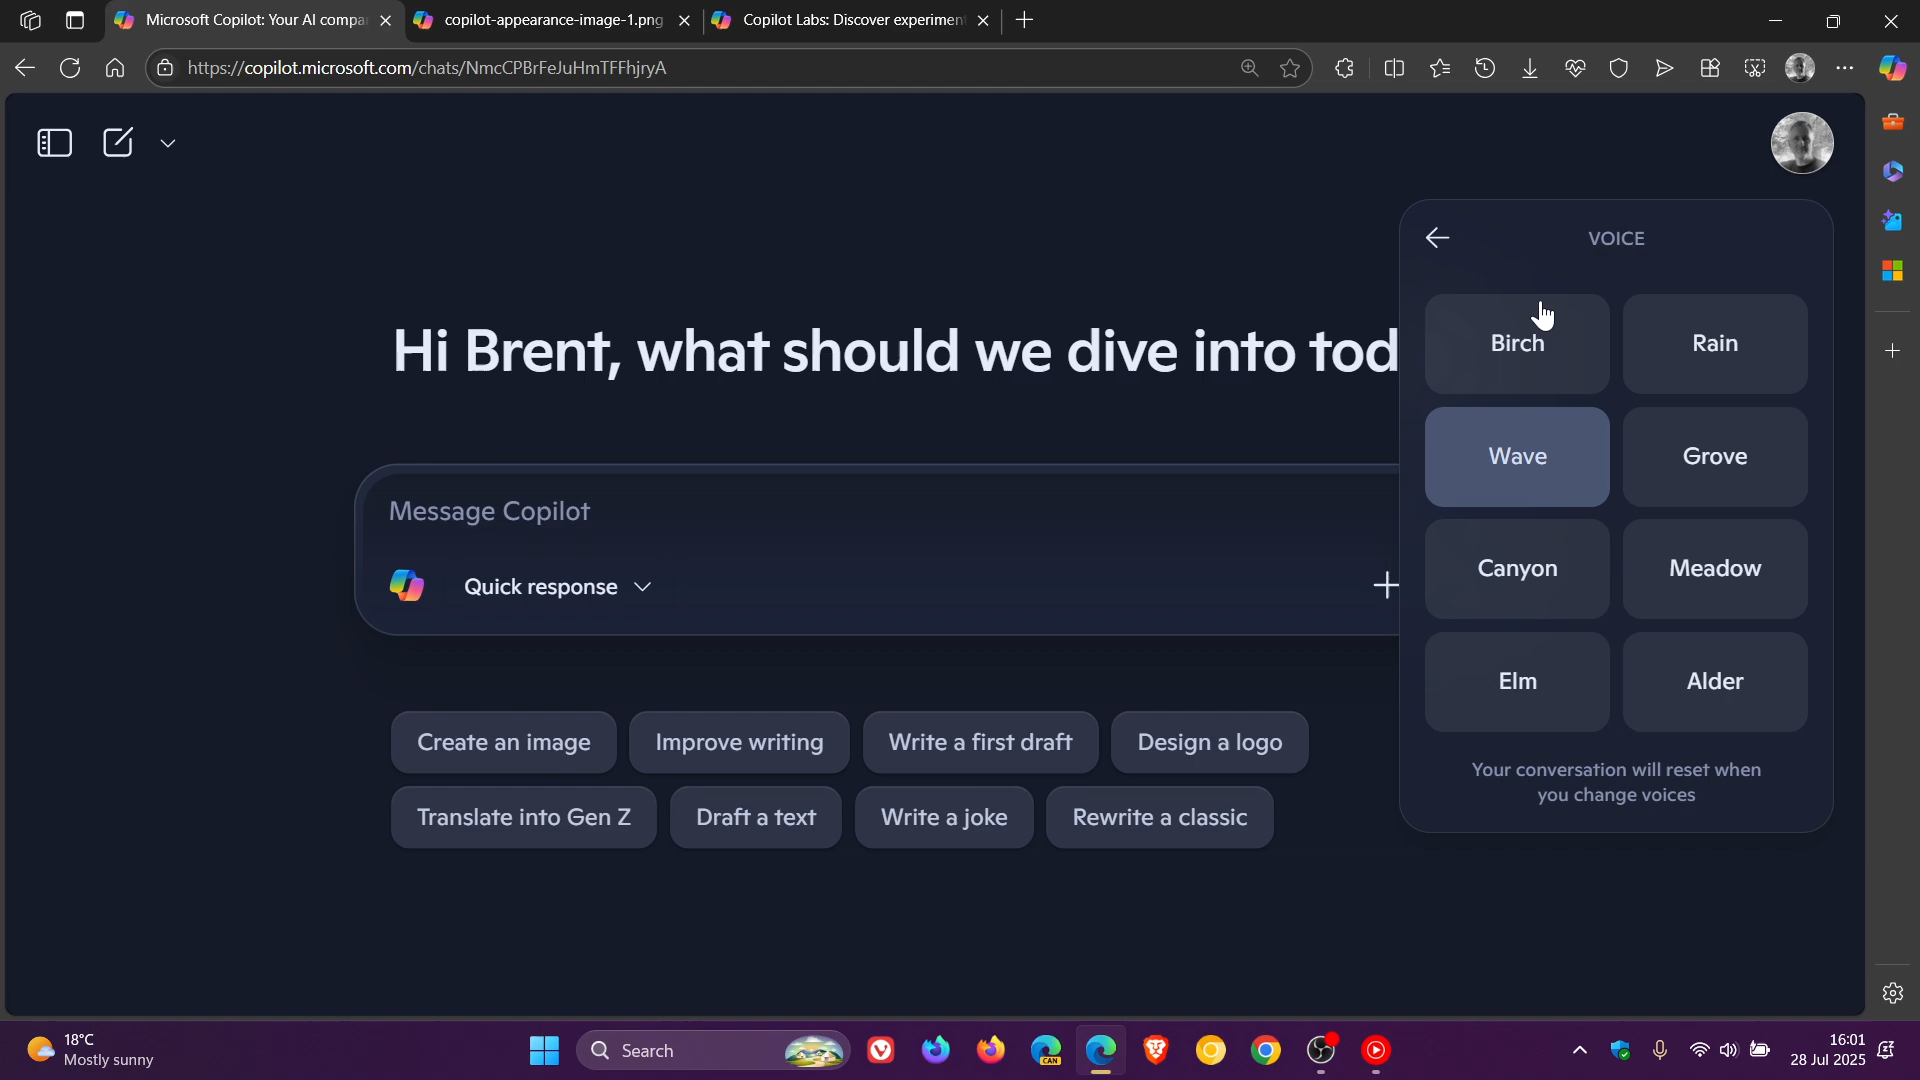 Microsoft Copilot: Your AI compa
copilot-appearance-image-1.png
Copilot Labs: Discover experimen
https://copilot.microsoft.com/chats/NmcCPBrFeJuHmTFFhjryA
VOICE
Birch
Rain
Hi Brent, what should we dive into tod
Wave
Grove
Message Copilot
Canyon
Meadow
Quick response
Elm
Alder
Create an image
Improve writing
Write a first draft
Design a logo
Your conversation will reset when
you change voices
Translate into Gen Z
Draft a text
Write a joke
Rewrite a classic
18°C
Mostly sunny
Search
CAN
16:01
28 Jul 2025